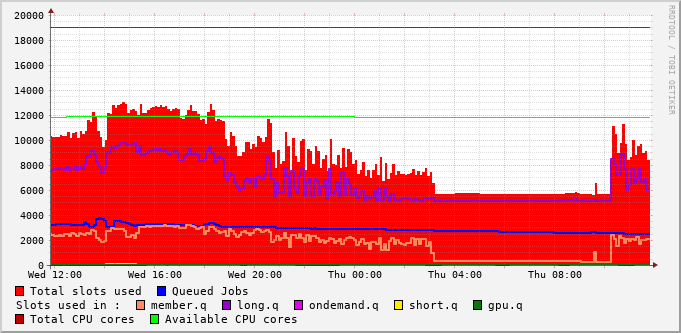 RRDTOOL / TOBI OETIKER
20000
18000
16000
14000
12000
10000
8000
6000
4000
2000
0
Wed 12:00 Wed 16:00 Wed 20:00 Thu 00:00 Thu 04:00 Thu 08:00
Total slots used Queued Jobs
Slots used in : member.q long.q ondemand.q short.q gpu.q
Total CPU cores Available CPU cores